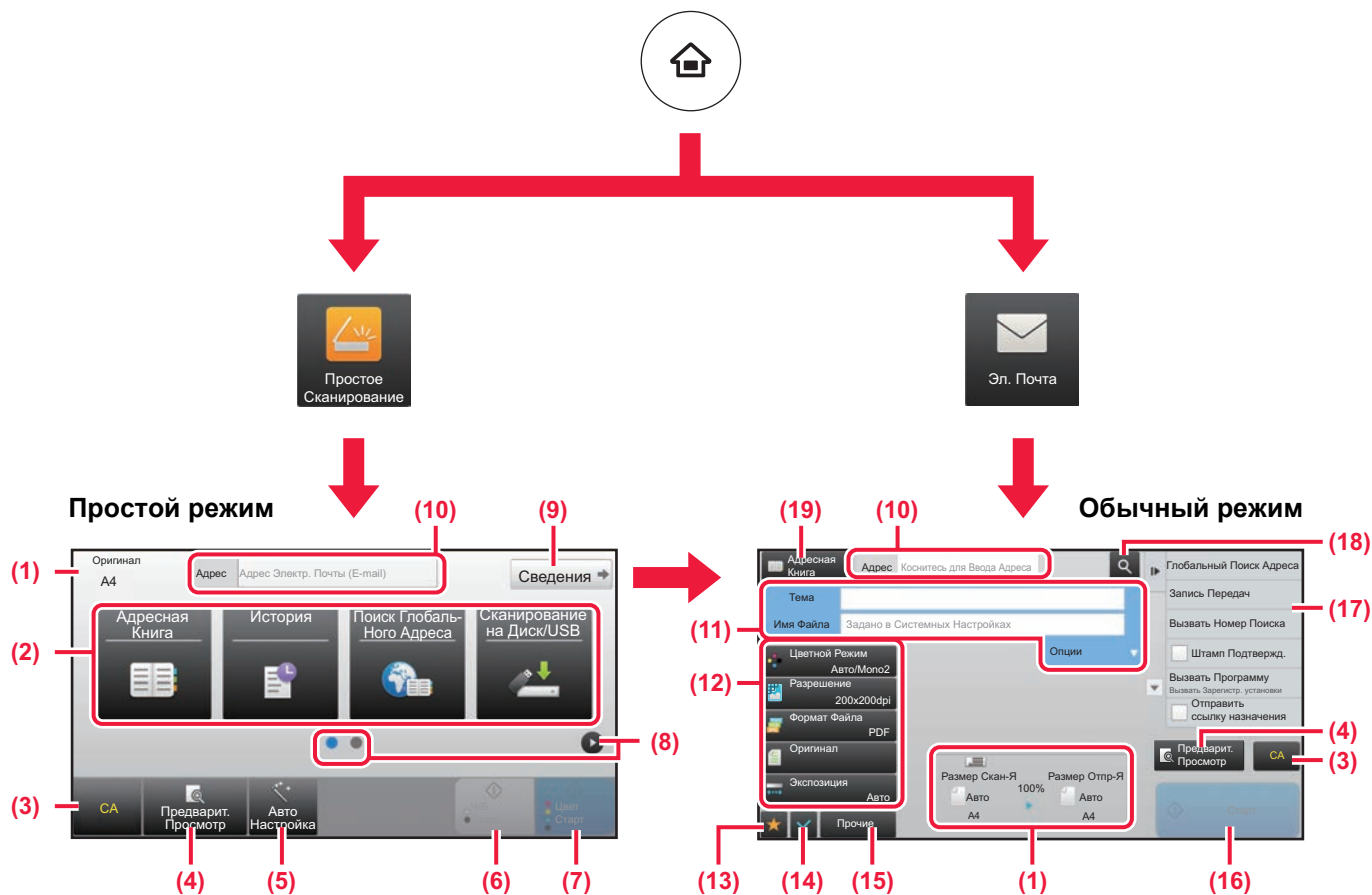 Простое
Сканирование
Эл. Почта
Простой режим
Обычный режим
(10)
(9)
(1)
Оригинал
A4
Адрес
Адрес Электр. Почты (E-mail)
Сведения
(2)
Адресная
Книга
История
Поиск Глобаль-
Ного Адреса
Сканирование
на Диск/USB
(8)
(3)
CA
Предварит.
Просмотр
Авто
Настройка
Цвет
Старт
(4)
(5)
(6)
(7)
(19)
(10)
(18)
Адресная
Книга
Адрес
Коснитесь для Ввода Адреса
Глобальный Поиск Адреса
Запись Передач
(17)
Вызвать Номер Поиска
Штамп Подтвержд.
Вызвать Программу
Вызвать Зарегистр. установки
Отправить
ссылку назначения
(11)
Тема
Имя Файла
Задано в Системных Настройках
Опции
(12)
Цветной Режим
Авто/Mono2
Разрешение
200x200dpi
Формат Файла
PDF
Оригинал
Экспозиция
Авто
(4)
Предварит.
Просмотр
CA
(3)
Размер Скан-Я
100%
Размер Отпр-Я
Авто
Авто
A4
A4
Прочие
Старт
(13)
(14)
(15)
(1)
(16)